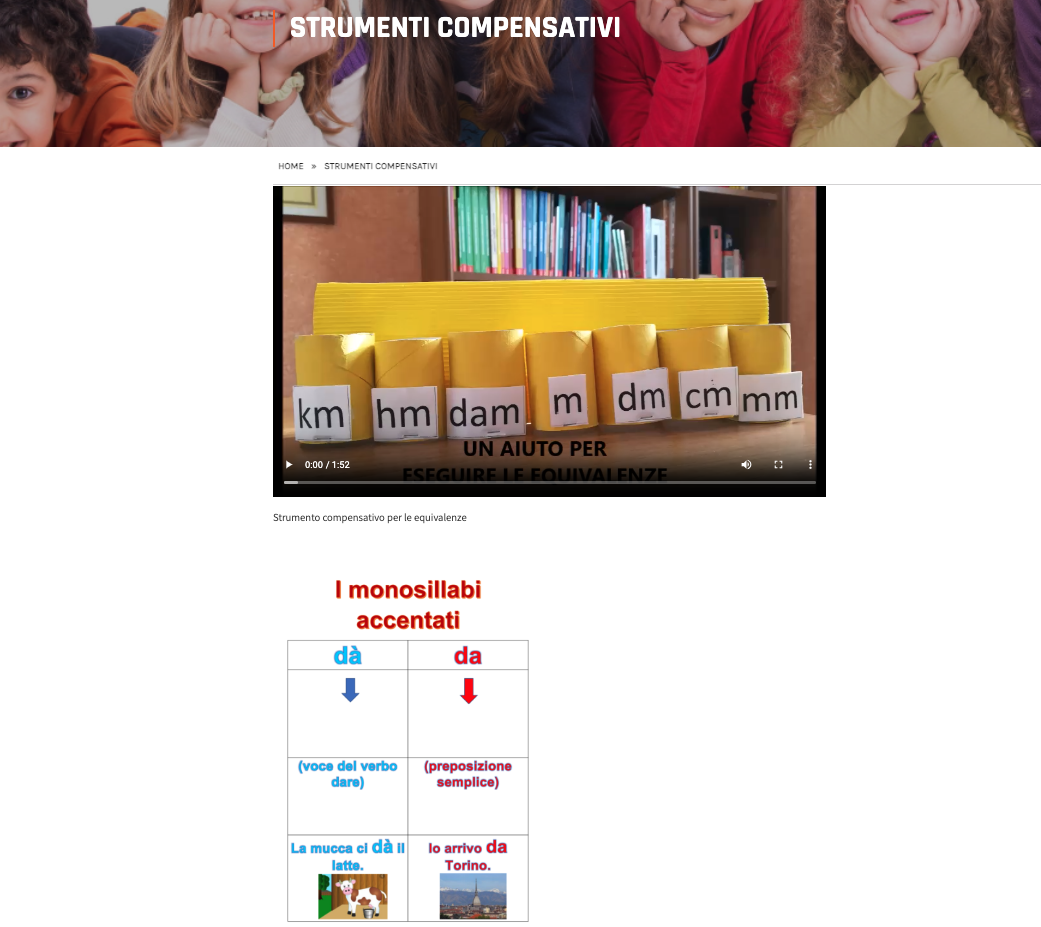 STRUMENTI COMPENSATIVI
HOME » STRUMENTI COMPENSATIVI
km hm dam m dm cm mm
UN AIUTO PER
ESEGUIRE LE EQUIVALENZE
0:00 / 1:52
Strumento compensativo per le equivalenze
I monosillabi
accentati
dà da
(voce del verbo
dare)
(preposizione
semplice)
La mucca ci dà il
latte.
Io arrivo da
Torino.